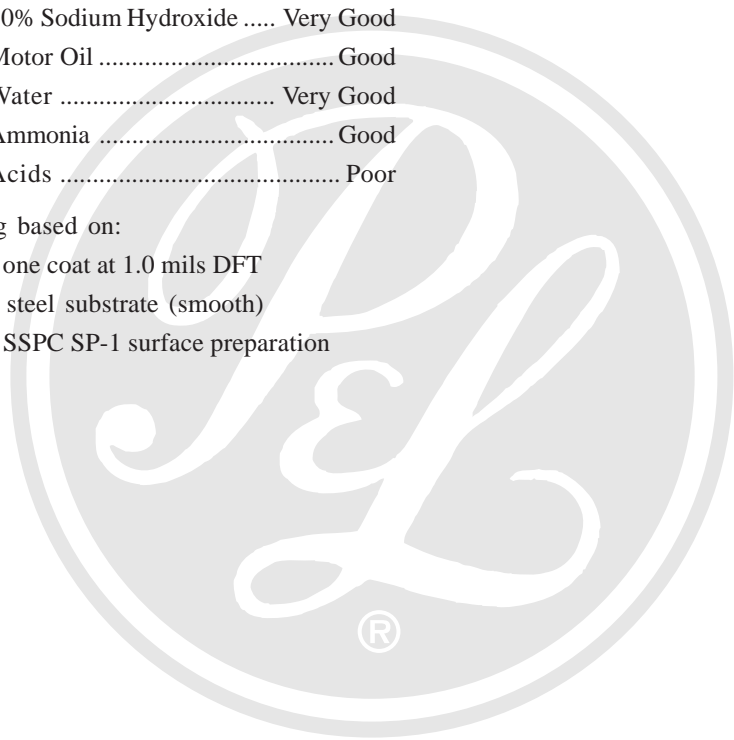 0% Sodium Hydroxide ..... Very Good
Motor Oil .................................... Good
Water ................................. Very Good
Ammonia .................................... Good
Acids ........................................... Poor
g based on:
one coat at 1.0 mils DFT
steel substrate (smooth)
SSPC SP-1 surface preparation
P&L
®